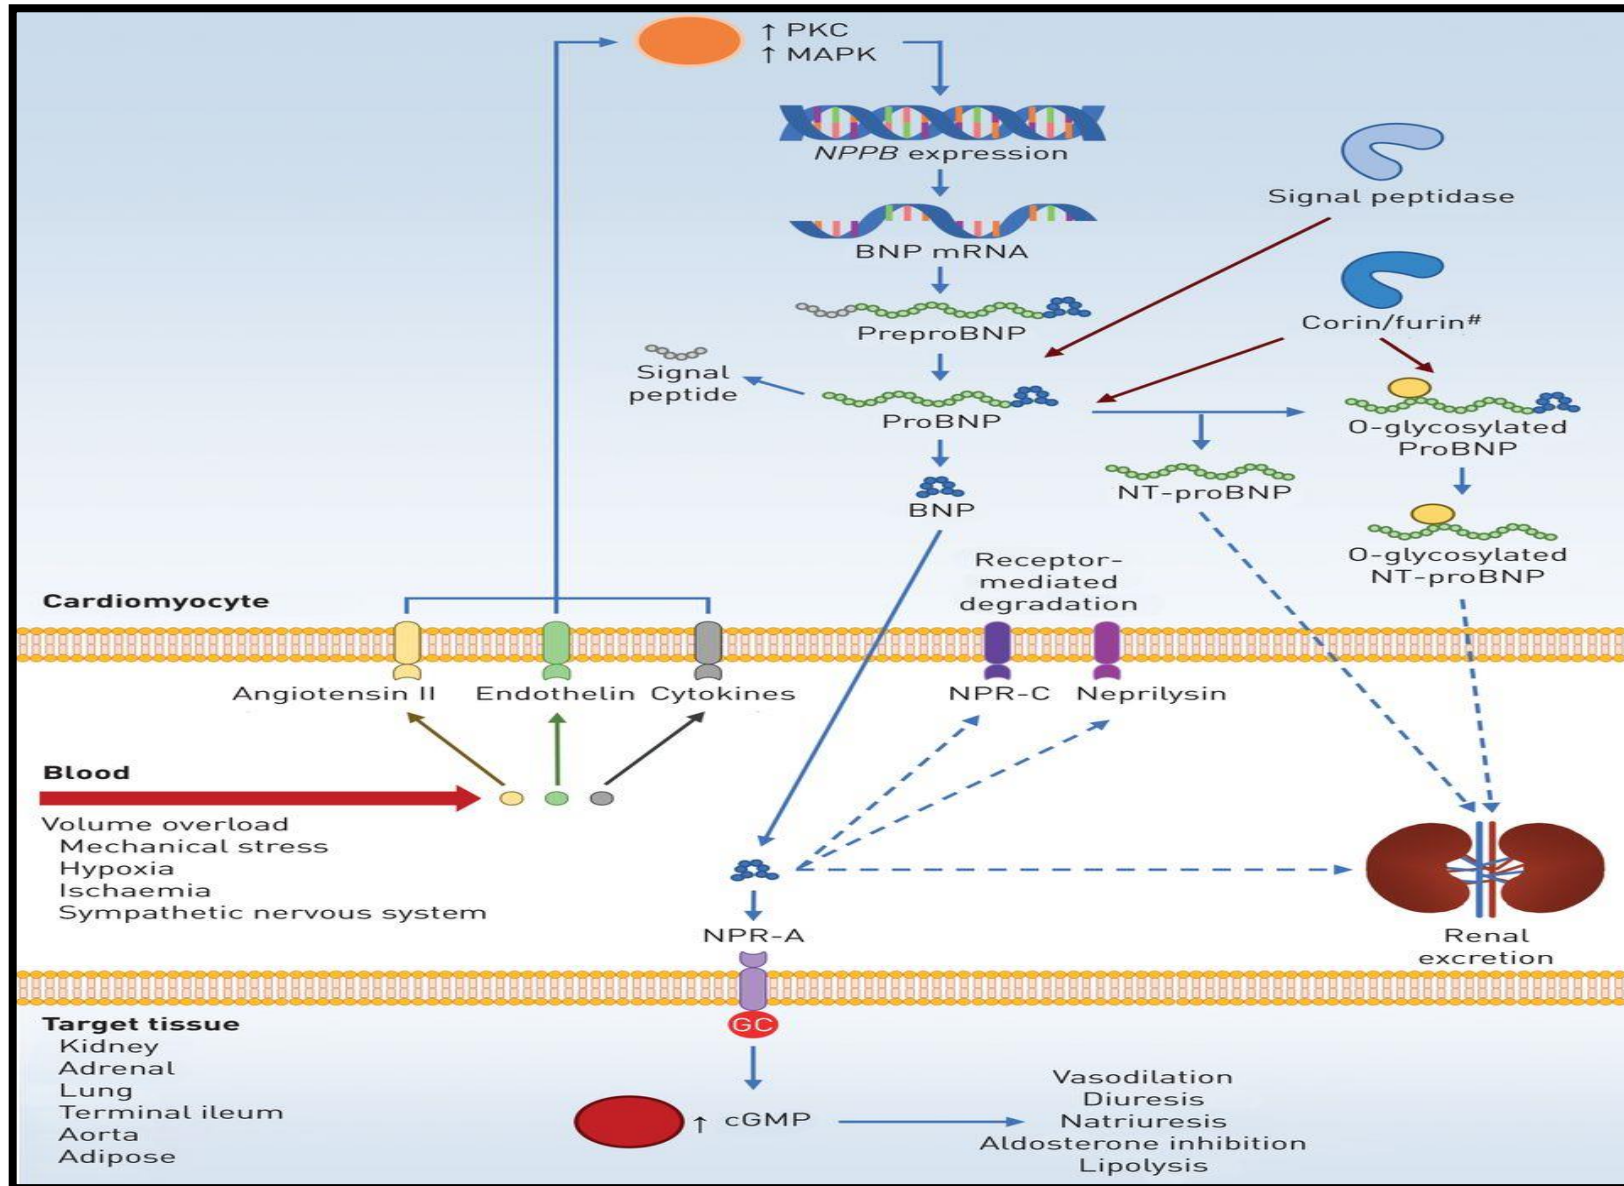 ↑ PKC
↑ MAPK
NPPB expression
Signal peptidase
BNP mRNA
Corin/furin#
PreproBNP
Signal
peptide
ProBNP
O-glycosylated
ProBNP
NT-proBNP
BNP
O-glycosylated
NT-proBNP
Receptor-
mediated
degradation
Cardiomyocyte
Angiotensin II
Endothelin
Cytokines
NPR-C
Neprilysin
Blood
Volume overload
Mechanical stress
Hypoxia
Ischaemia
Sympathetic nervous system
NPR-A
Renal
excretion
Target tissue
Kidney
Adrenal
Lung
Terminal ileum
Aorta
Adipose
GC
↑ cGMP
Vasodilation
Diuresis
Natriuresis
Aldosterone inhibition
Lipolysis